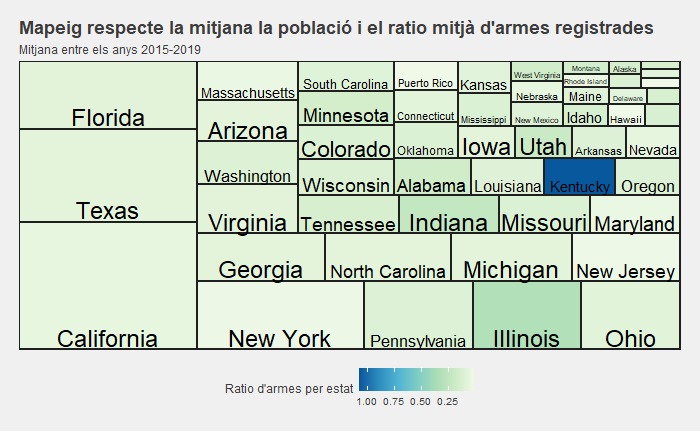 Mapeig respecte la mitjana la població i el ratio mitjà d'armes registrades
Mitjana entre els anys 2015-2019
Florida
Texas
California
Massachusetts
Arizona
Washington
Virginia
Georgia
New York
South Carolina
Minnesota
Colorado
Wisconsin
Tennessee
North Carolina
Pennsylvania
Puerto Rico
Connecticut
Oklahoma
Alabama
Indiana
Michigan
Illinois
Kansas
Mississippi
Iowa
Louisiana
Missouri
New Jersey
Ohio
West Virginia
Nebraska
New Mexico
Utah
Kentucky
Maryland
Montana
Rhode Island
Maine
Idaho
Arkansas
Oregon
Alaska
Delaware
Hawaii
Nevada
Ratio d'armes per estat
1.00 0.75 0.50 0.25